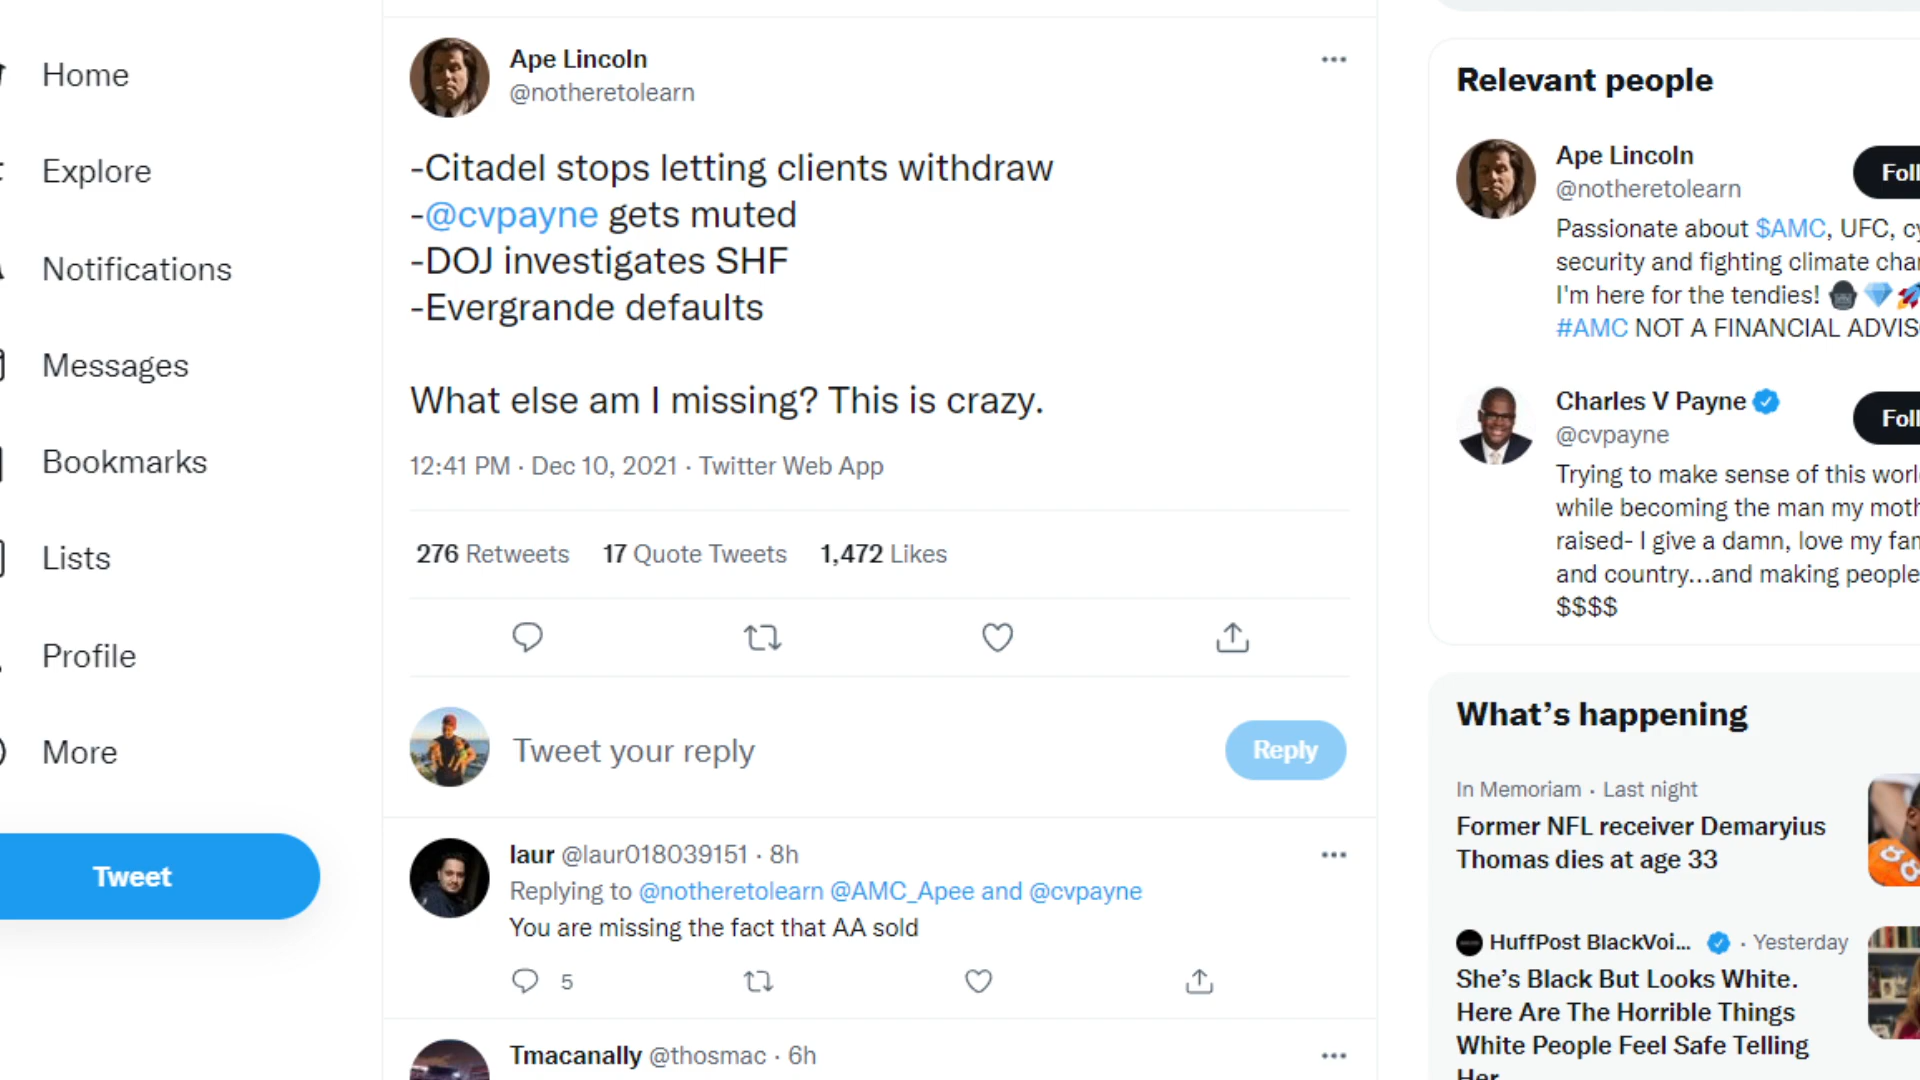 Home
Explore
Notifications
Messages
Bookmarks
Lists
Profile
More
Tweet
Ape Lincoln
@notheretolearn
-Citadel stops letting clients withdraw
-@cvpayne gets muted
-DOJ investigates SHF
-Evergrande defaults
What else am I missing? This is crazy.
12:41 PM · Dec 10, 2021 · Twitter Web App
276 Retweets 17 Quote Tweets 1,472 Likes
Tweet your reply
Reply
laur @laur018039151 · 8h
Replying to @notheretolearn @AMC_Apee and @cvpayne
You are missing the fact that AA sold
5
Tmacanally @thosmac · 6h
Relevant people
Ape Lincoln
@notheretolearn
Foll
Passionate about $AMC, UFC, cy
security and fighting climate chan
I'm here for the tendies!
#AMC NOT A FINANCIAL ADVIS
Charles V Payne
@cvpayne
Foll
Trying to make sense of this worl
while becoming the man my moth
raised- I give a damn, love my fam
and country...and making people
$$$$
What's happening
In Memoriam · Last night
Former NFL receiver Demaryius
Thomas dies at age 33
HuffPost BlackVoi... · Yesterday
She's Black But Looks White.
Here Are The Horrible Things
White People Feel Safe Telling
Her